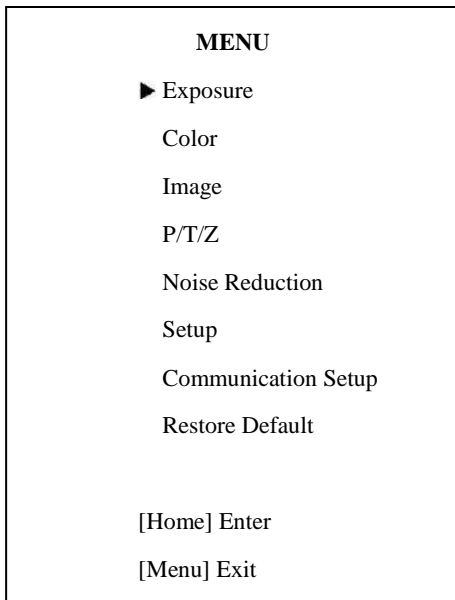 MENU
▶ Exposure
Color
Image
P/T/Z
Noise Reduction
Setup
Communication Setup
Restore Default
[Home] Enter
[Menu] Exit